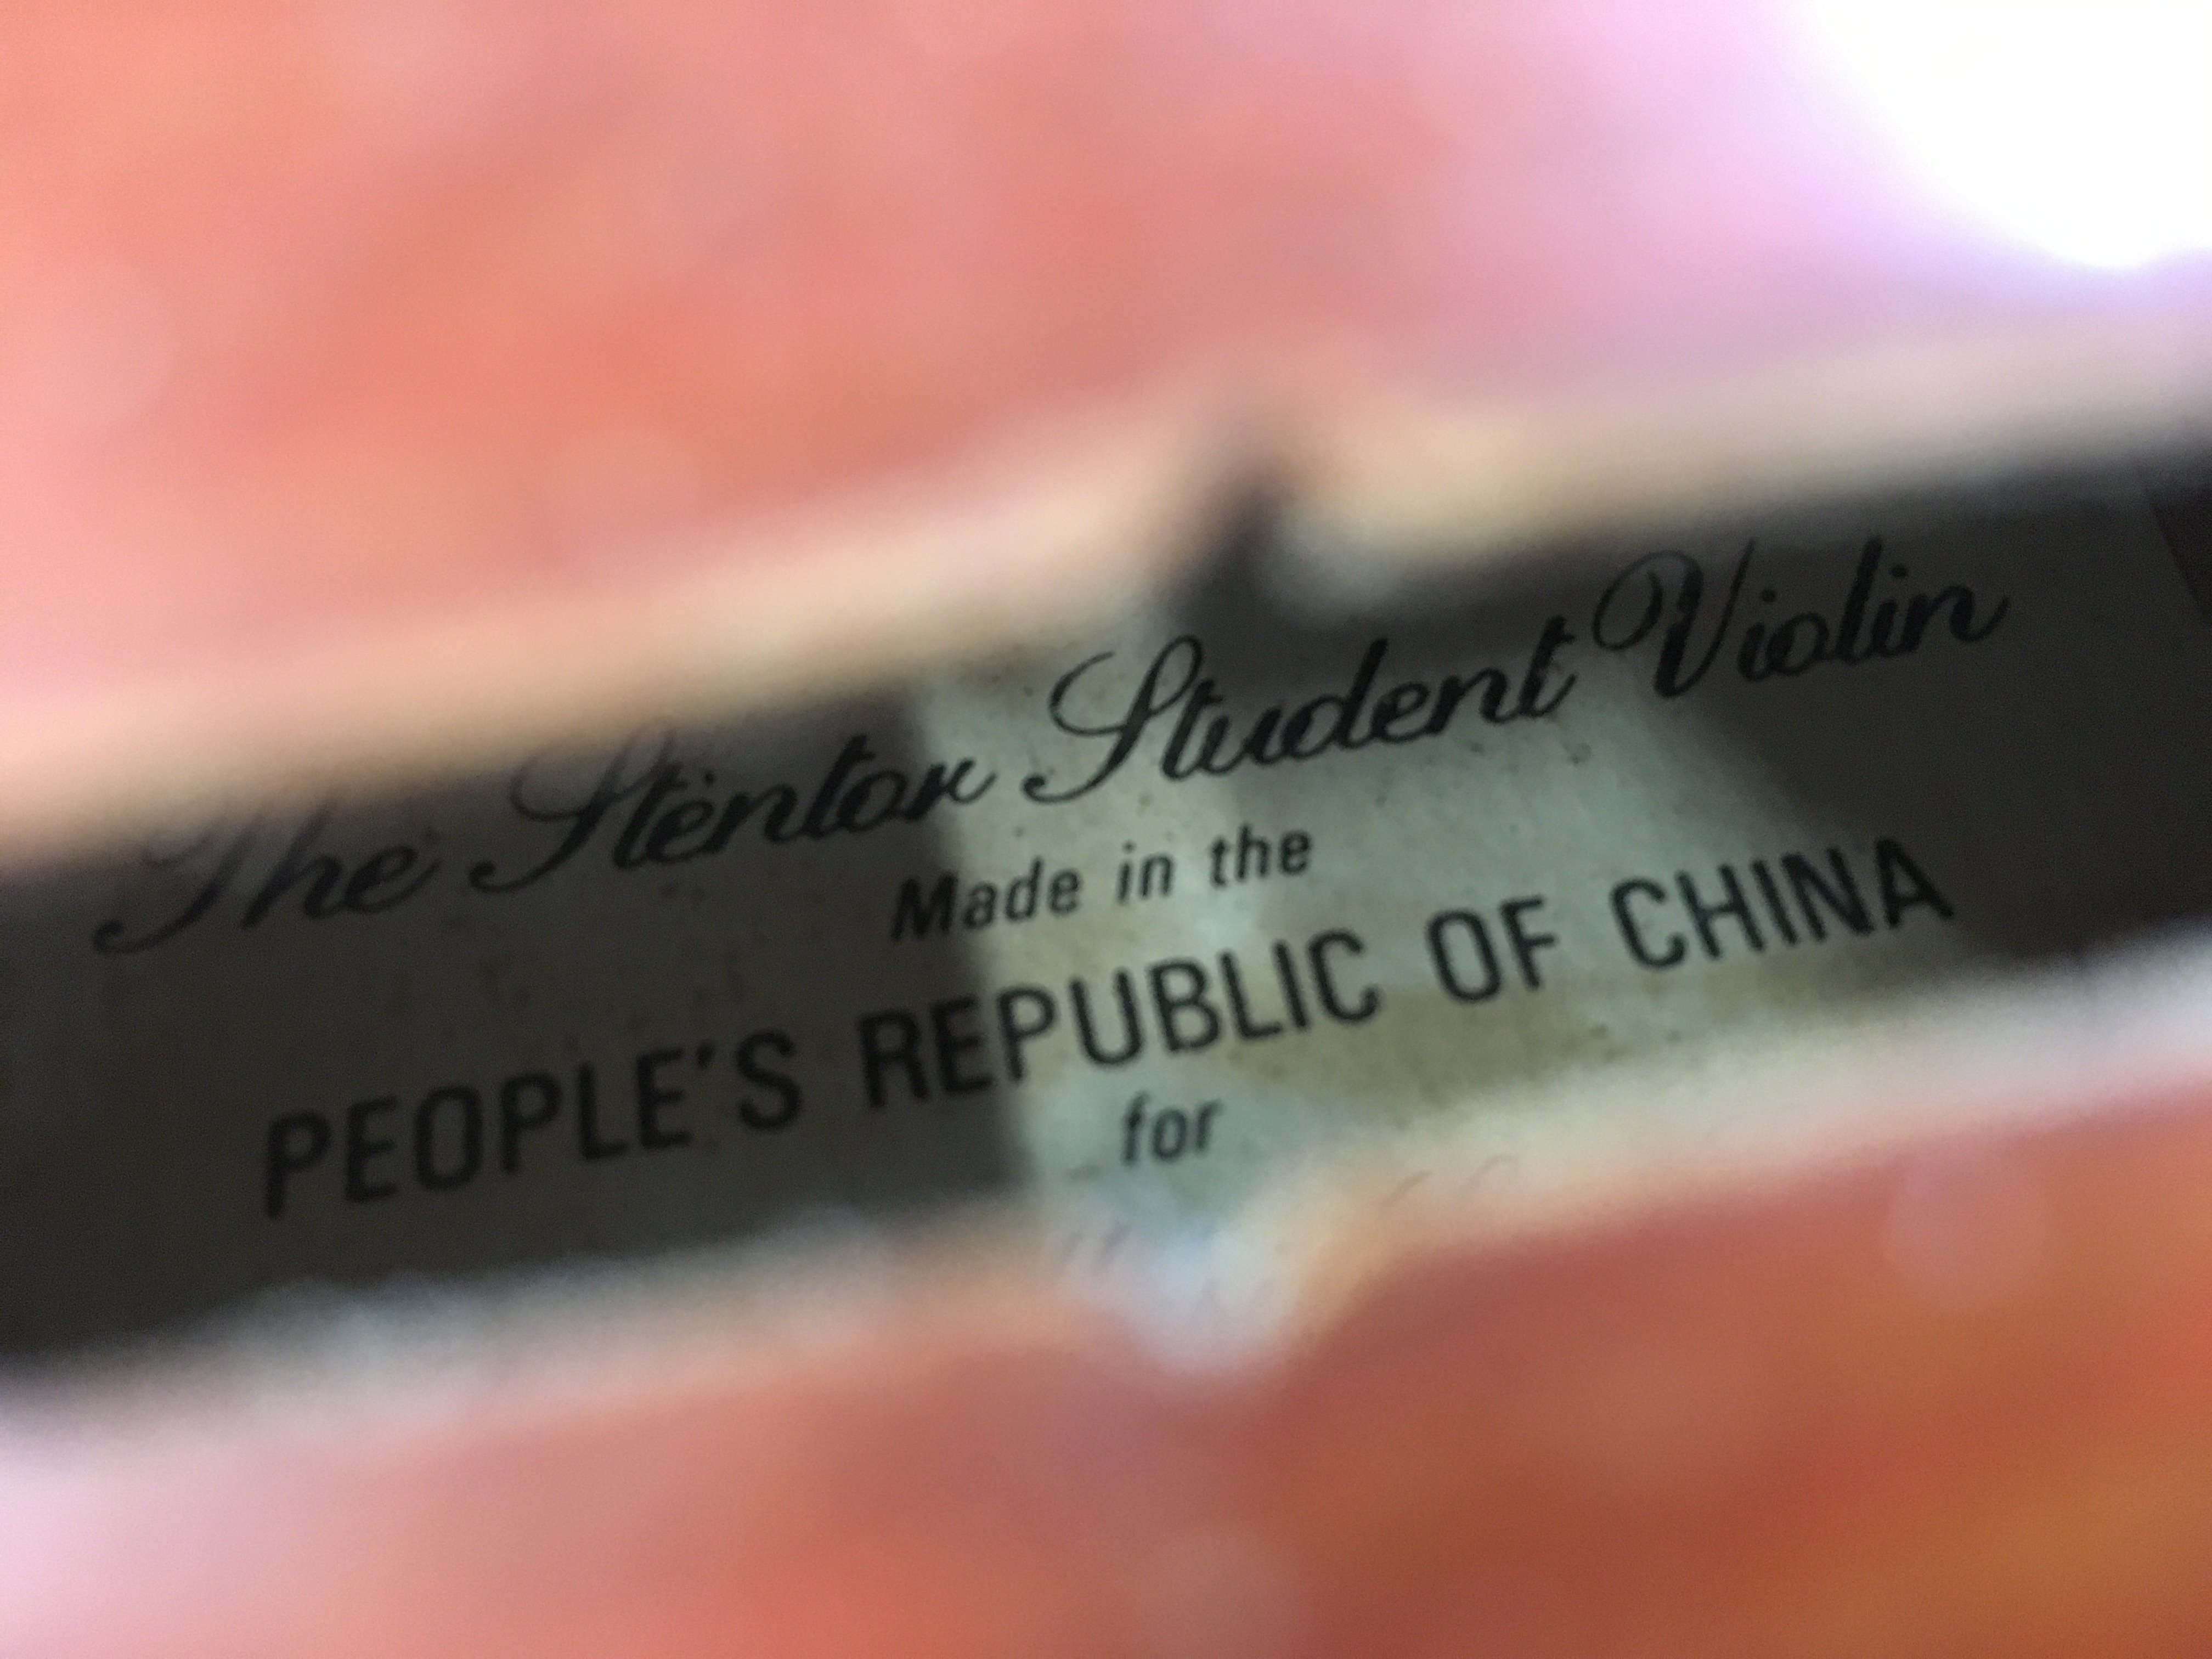 The Stentor Student Violin
Made in the
PEOPLE'S REPUBLIC OF CHINA
for